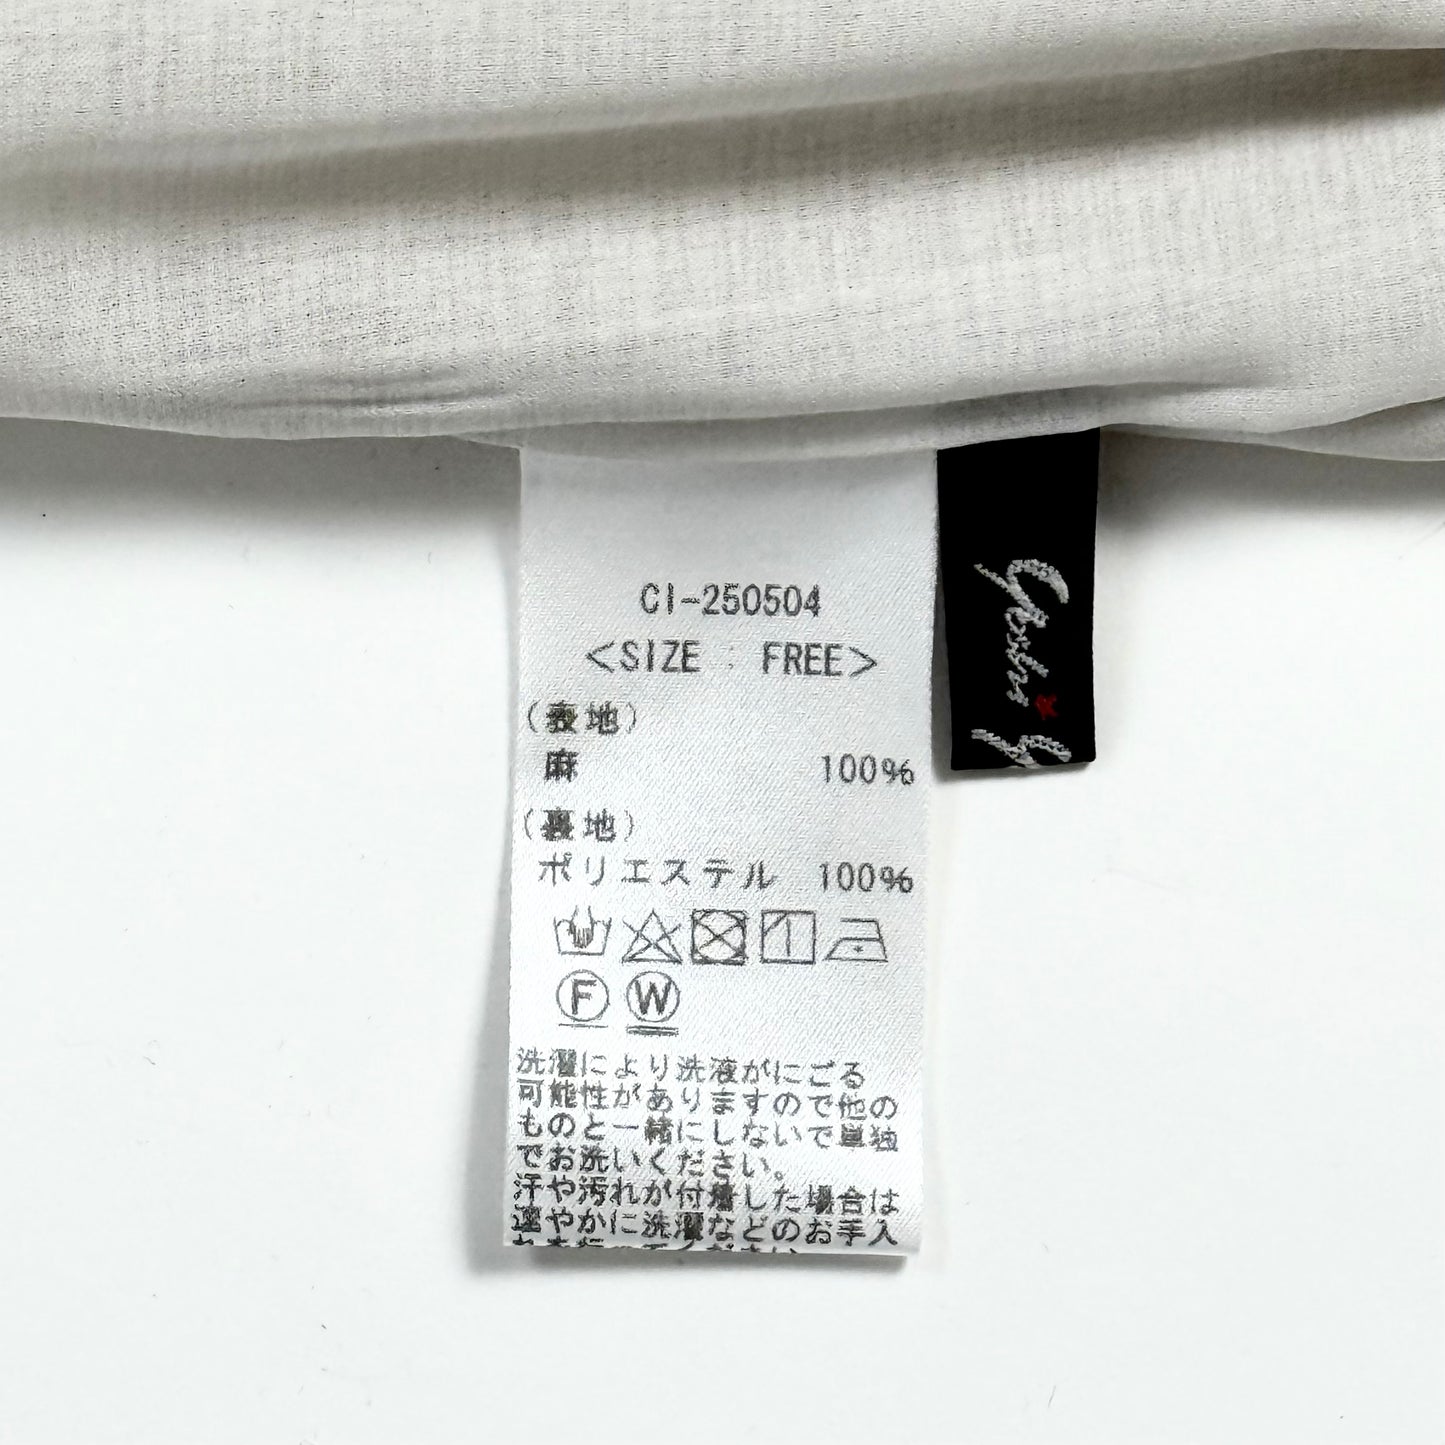 CI-250504
<SIZE : FREE>
(表地)
麻 100%
(裏地)
ポリエステル 100%
F W
洗濯により洗液がにごる
可能性がありますので他の
ものと一緒にしないで単独
でお洗いください。
汗や汚れが付着した場合は
速やかに洗濯などのお手入